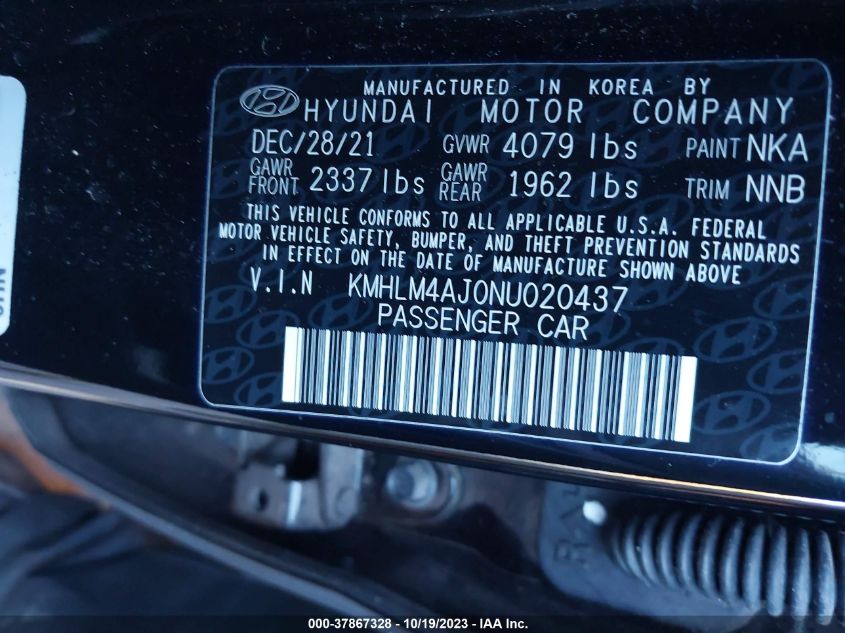 MANUFACTURED IN KOREA BY
HYUNDAI MOTOR COMPANY
DEC/28/21 GVWR 4079 lbs PAINT NKA
GAWR FRONT 2337 lbs GAWR REAR 1962 lbs TRIM NNB
THIS VEHICLE CONFORMS TO ALL APPLICABLE U.S.A. FEDERAL
MOTOR VEHICLE SAFETY, BUMPER, AND THEFT PREVENTION STANDARDS
IN EFFECT ON THE DATE OF MANUFACTURE SHOWN ABOVE
V.I.N KMHLM4AJ0NU020437
PASSENGER CAR
000-37867328 - 10/19/2023 - IAA Inc.